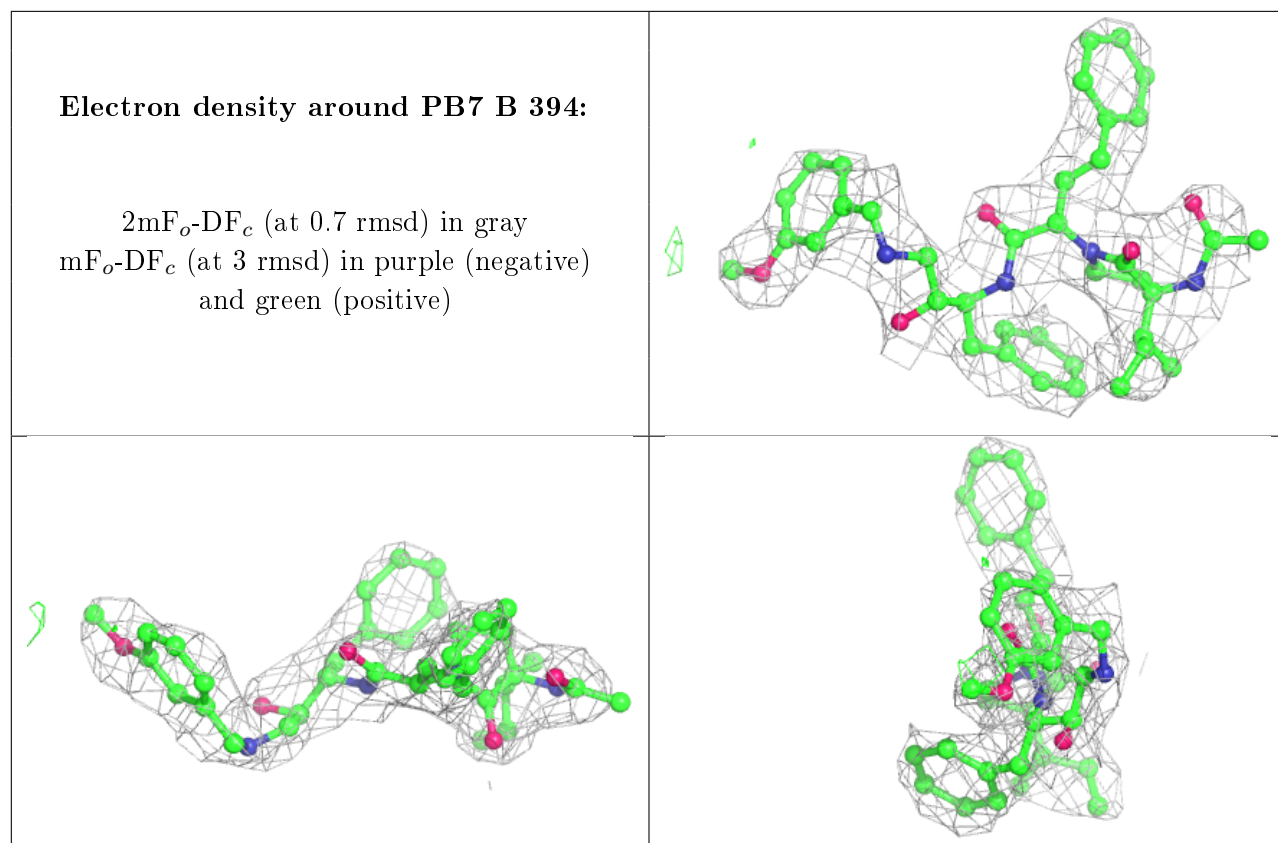 Electron density around PB7 B 394:
2mFo-DFc (at 0.7 rmsd) in gray
mFo-DFc (at 3 rmsd) in purple (negative)
and green (positive)